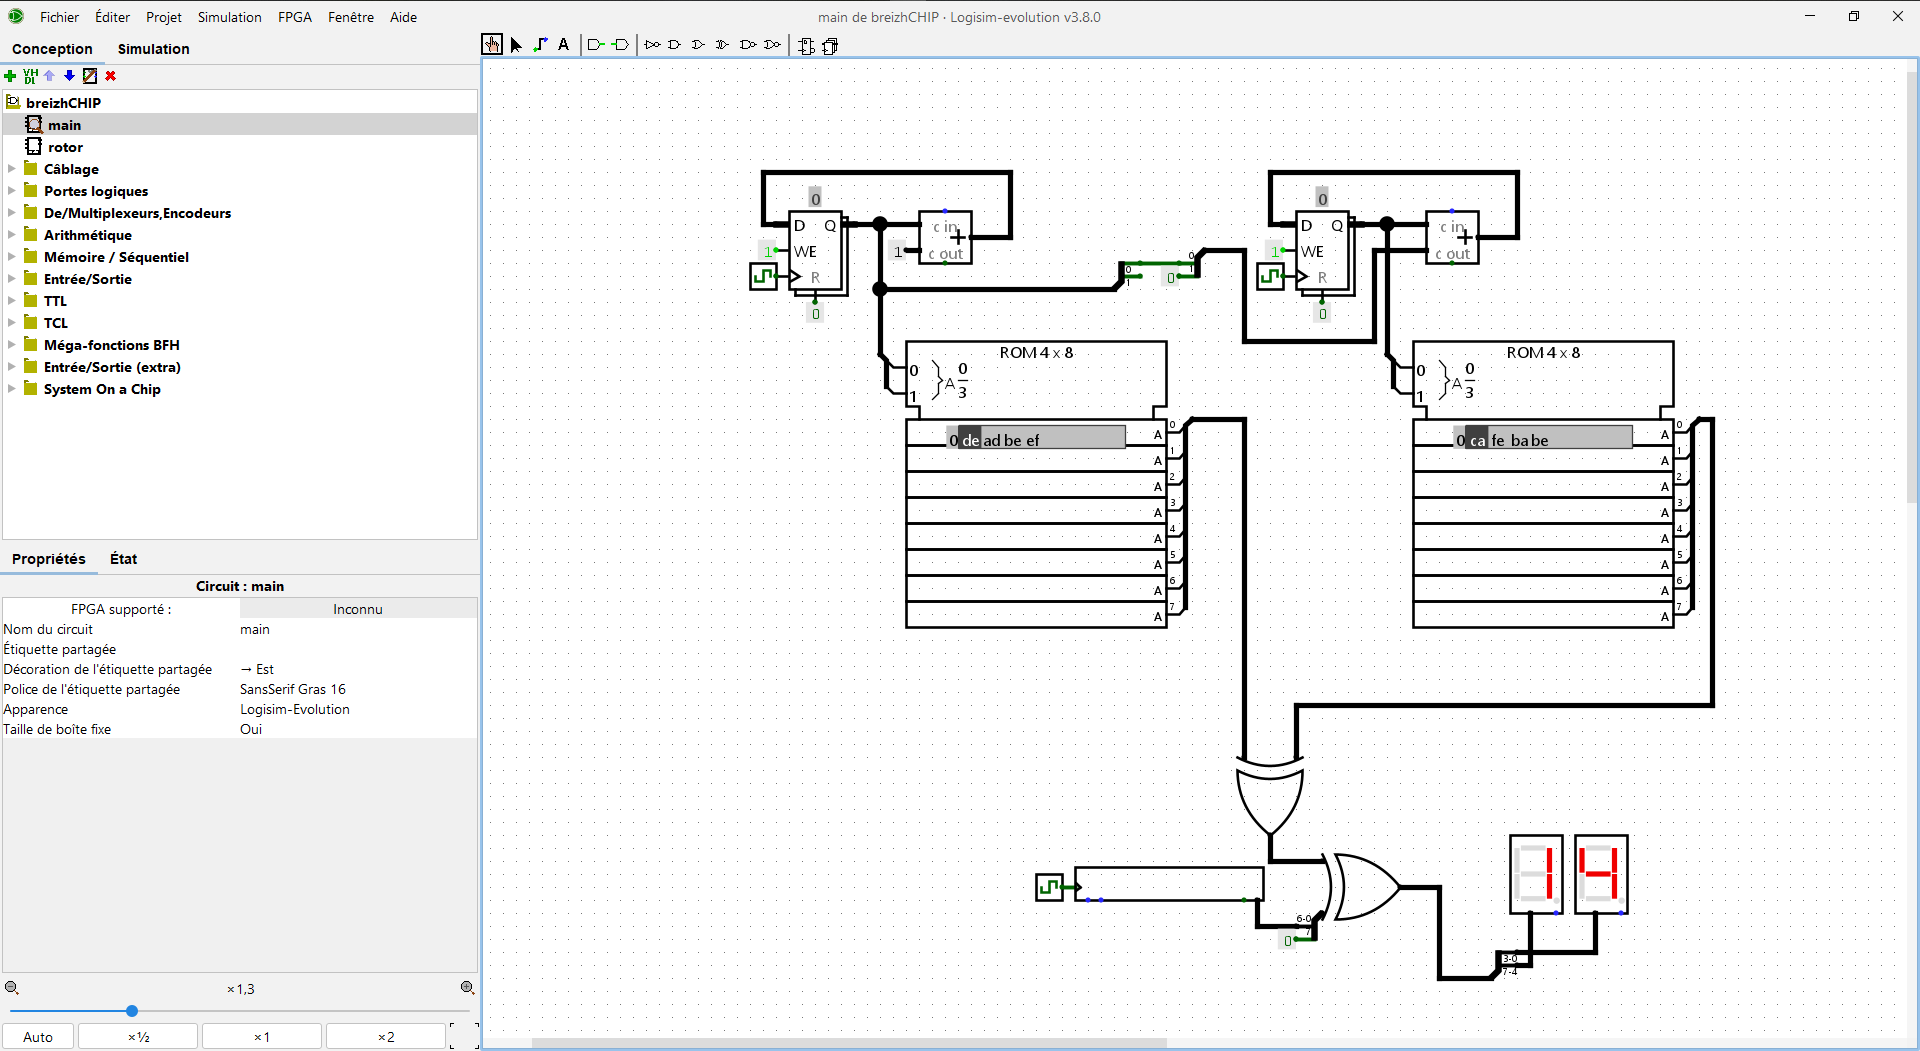 main de breizhCHIP · Logisim-evolution v3.8.0
Fichier Éditer Projet Simulation FPGA Fenêtre Aide
Conception Simulation
VH
DL
A
breizhCHIP
main
rotor
Câblage
Portes logiques
De/Multiplexeurs,Encodeurs
Arithmétique
Mémoire / Séquentiel
Entrée/Sortie
TTL
TCL
Méga-fonctions BFH
Entrée/Sortie (extra)
System On a Chip
Propriétés État
Circuit : main
FPGA supporté : Inconnu
Nom du circuit main
Étiquette partagée
Décoration de l'étiquette partagée → Est
Police de l'étiquette partagée SansSerif Gras 16
Apparence Logisim-Evolution
Taille de boîte fixe Oui
×1,3
Auto ×½ ×1 ×2
0
D Q
1 WE
R
0
c in
+
1 c out
0
1
0
1
0
0
D Q
1 WE
R
0
c in
+
c out
ROM 4 x 8
0
1
A 0
3
0 de ad be ef
A 0
A 1
A 2
A 3
A 4
A 5
A 6
A 7
ROM 4 x 8
0
1
A 0
3
0 ca fe ba be
A 0
A 1
A 2
A 3
A 4
A 5
A 6
A 7
6-0
7
0
1 4
3-0
7-4